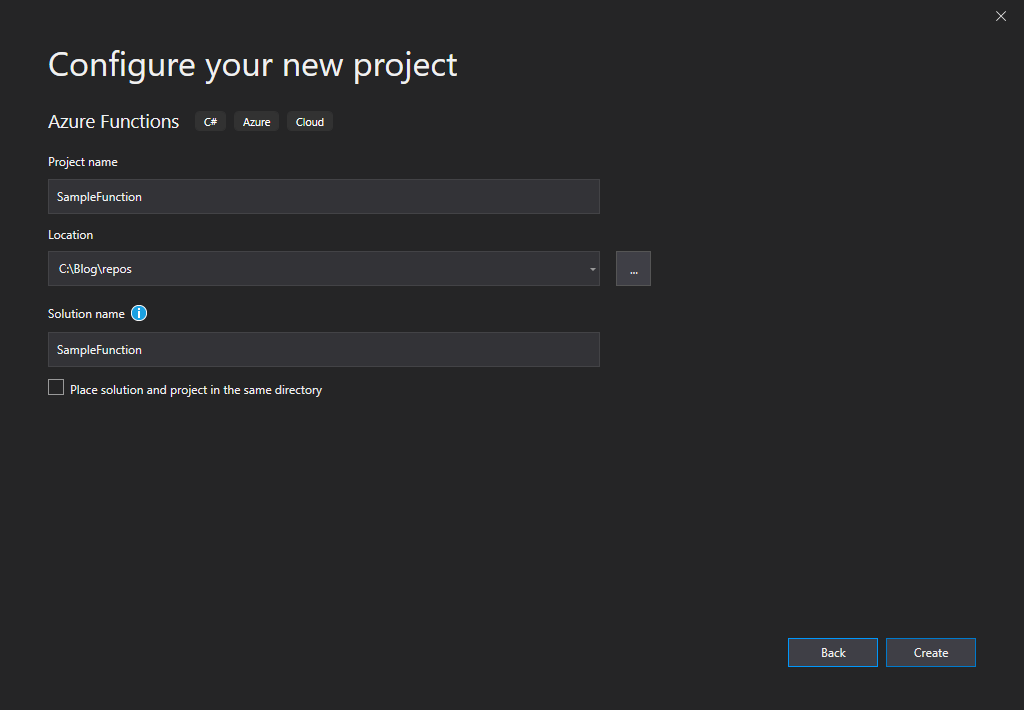 Configure your new project
Azure Functions C# Azure Cloud
Project name
SampleFunction
Location
C:\Blog\repos
...
Solution name i
SampleFunction
Place solution and project in the same directory
Back Create